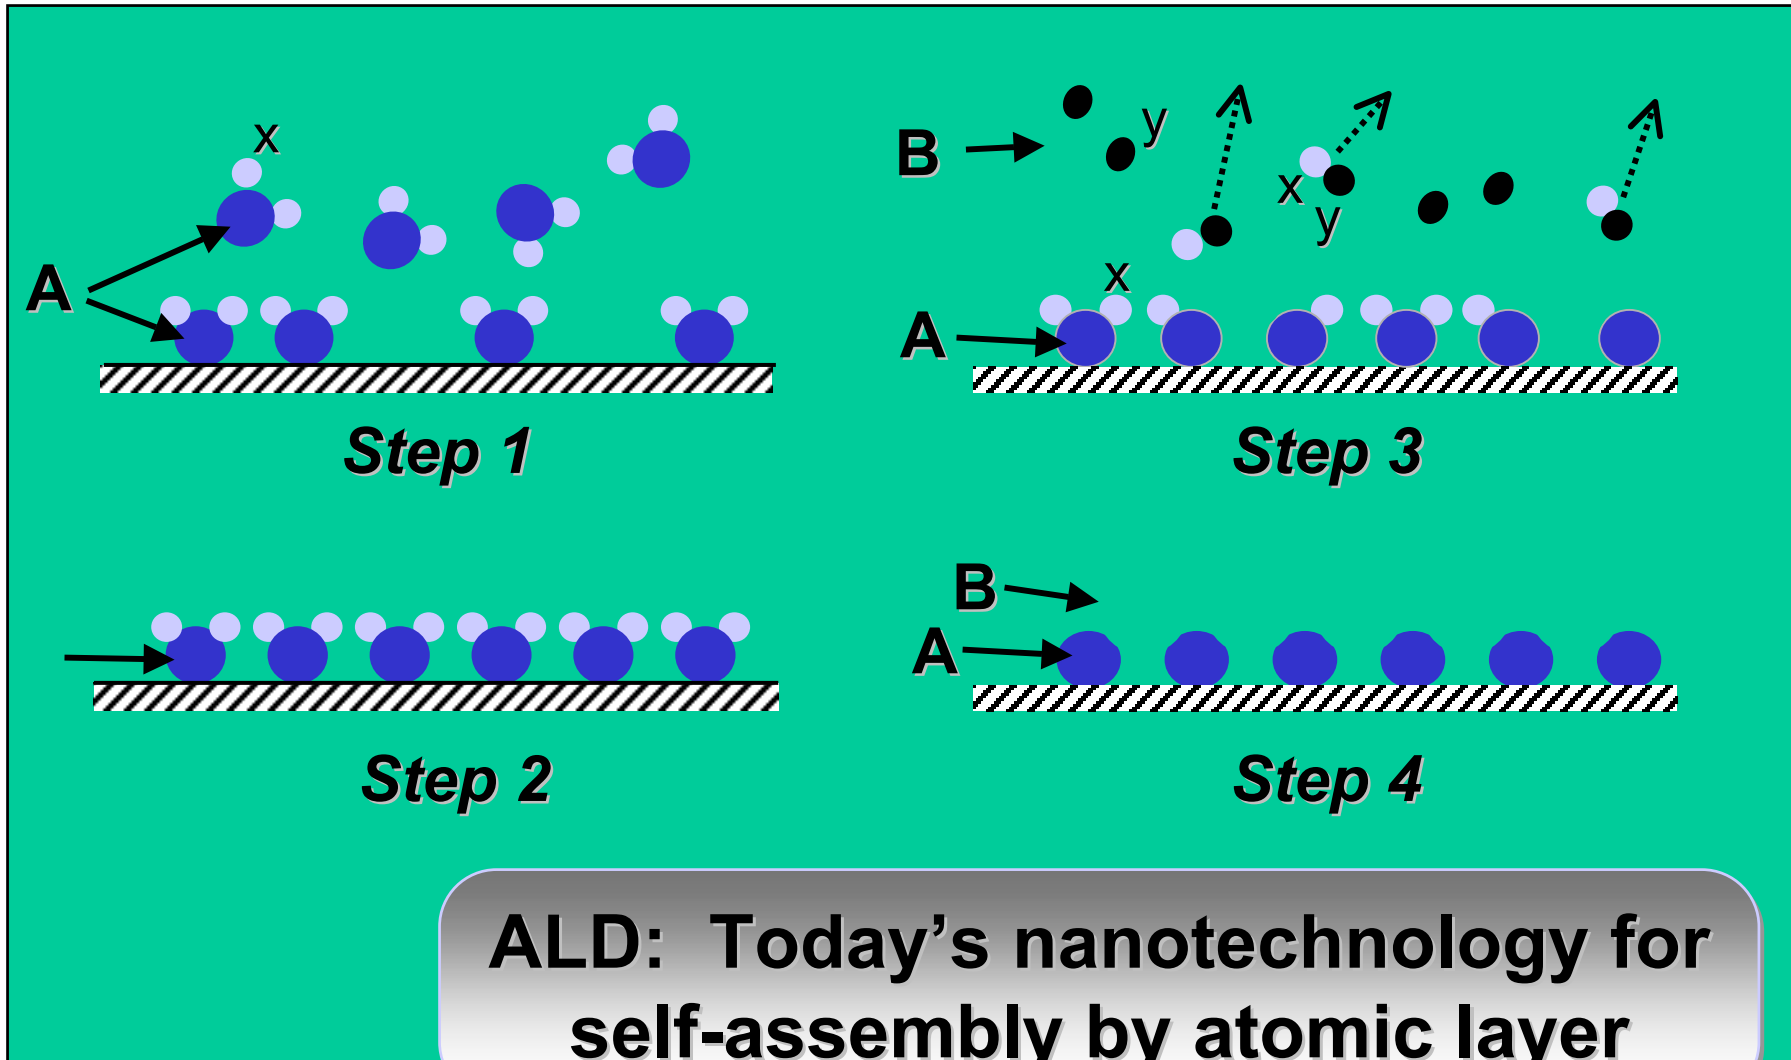 x
A
Step 1
B
y
x
y
x
A
Step 3
Step 2
B
A
Step 4
ALD: Today's nanotechnology for
self-assembly by atomic layer